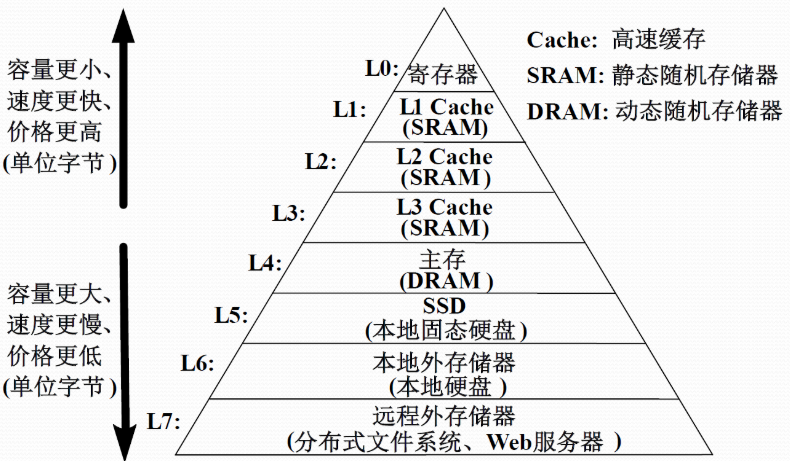 容量更小、
速度更快、
价格更高
(单位字节)
容量更大、
速度更慢、
价格更低
(单位字节)
L0: 寄存器
L1: L1 Cache
(SRAM)
L2: L2 Cache
(SRAM)
L3: L3 Cache
(SRAM)
L4: 主存
(DRAM)
L5: SSD
(本地固态硬盘)
L6: 本地外存储器
(本地硬盘)
L7: 远程外存储器
(分布式文件系统、Web服务器)
Cache: 高速缓存
SRAM: 静态随机存储器
DRAM: 动态随机存储器